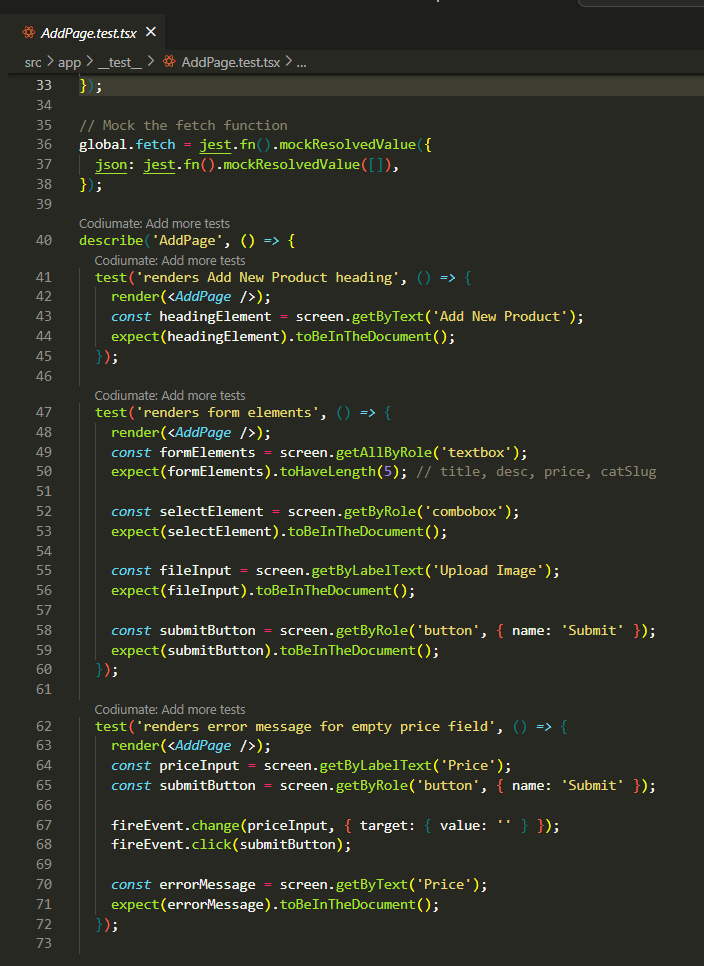 AddPage.test.tsx ×
src > app > __test__ > AddPage.test.tsx > ...
33 });
34
35 // Mock the fetch function
36 global.fetch = jest.fn().mockResolvedValue({
37   json: jest.fn().mockResolvedValue([]),
38 });
39
Codiumate: Add more tests
40 describe('AddPage', () => {
Codiumate: Add more tests
41   test('renders Add New Product heading', () => {
42     render(<AddPage />);
43     const headingElement = screen.getByText('Add New Product');
44     expect(headingElement).toBeInTheDocument();
45   });
46
Codiumate: Add more tests
47   test('renders form elements', () => {
48     render(<AddPage />);
49     const formElements = screen.getAllByRole('textbox');
50     expect(formElements).toHaveLength(5); // title, desc, price, catSlug
51
52     const selectElement = screen.getByRole('combobox');
53     expect(selectElement).toBeInTheDocument();
54
55     const fileInput = screen.getByLabelText('Upload Image');
56     expect(fileInput).toBeInTheDocument();
57
58     const submitButton = screen.getByRole('button', { name: 'Submit' });
59     expect(submitButton).toBeInTheDocument();
60   });
61
Codiumate: Add more tests
62   test('renders error message for empty price field', () => {
63     render(<AddPage />);
64     const priceInput = screen.getByLabelText('Price');
65     const submitButton = screen.getByRole('button', { name: 'Submit' });
66
67     fireEvent.change(priceInput, { target: { value: '' } });
68     fireEvent.click(submitButton);
69
70     const errorMessage = screen.getByText('Price');
71     expect(errorMessage).toBeInTheDocument();
72   });
73